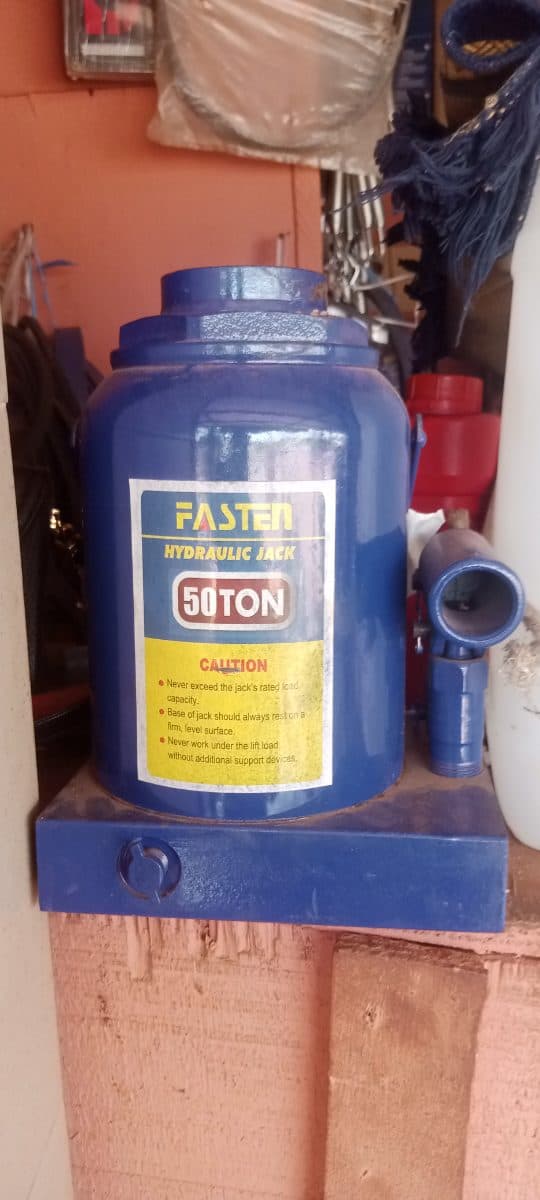 FASTEN
HYDRAULIC JACK
50TON
CAUTION
Never exceed the jack's rated load
capacity.
Base of jack should always rest on a
firm, level surface.
Never work under the lift load
without additional support devices.